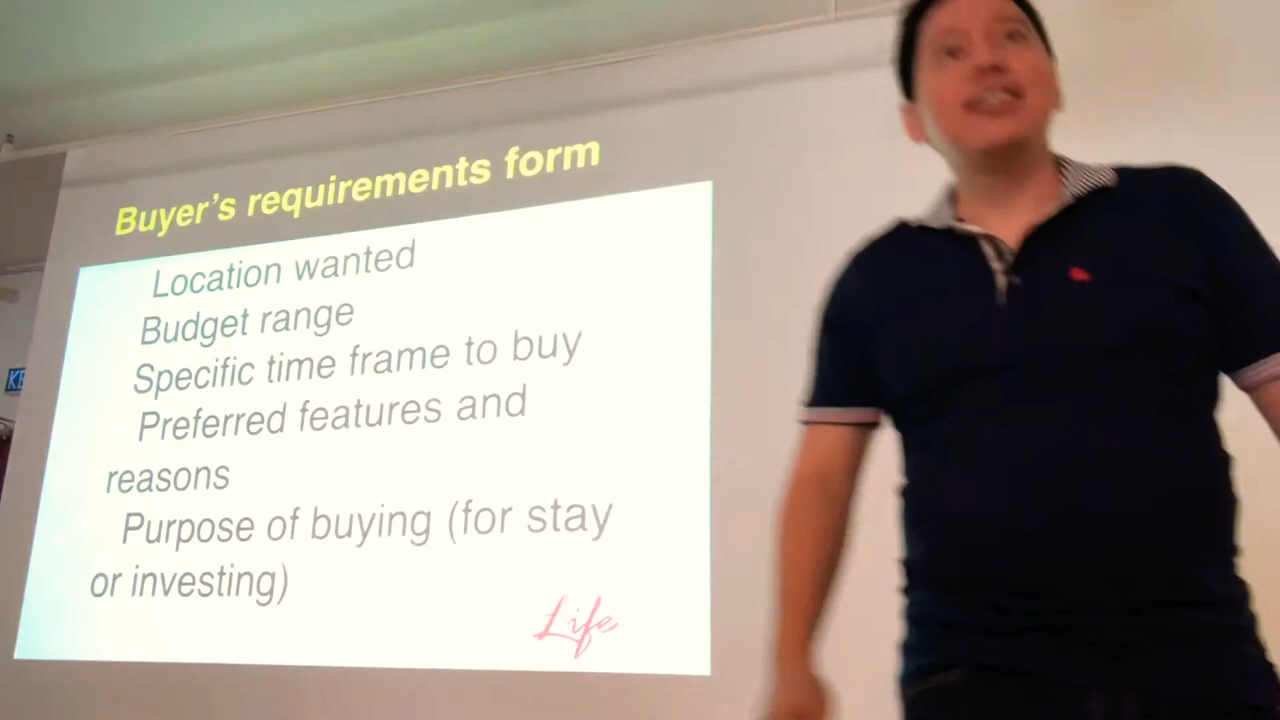 Buyer's requirements form
Location wanted
Budget range
Specific time frame to buy
Preferred features and
reasons
Purpose of buying (for stay
or investing)
Life